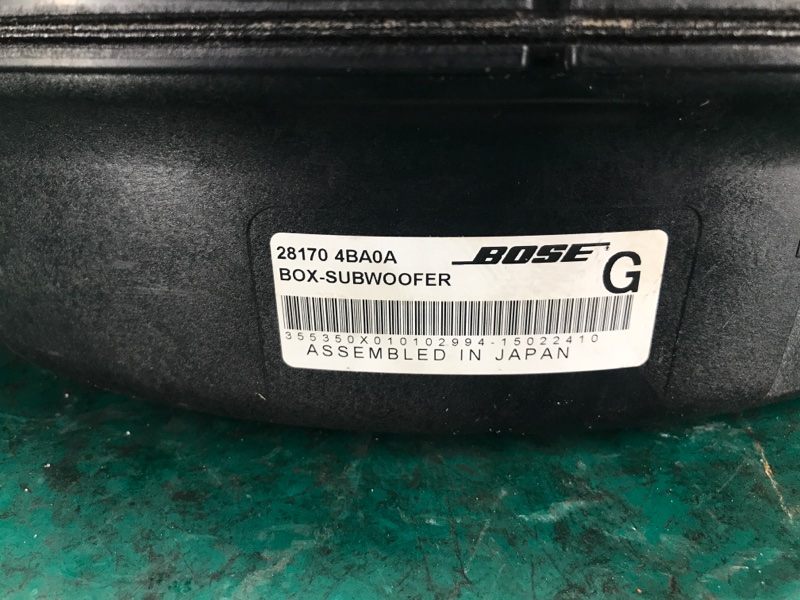 28170 4BA0A BOSE
BOX-SUBWOOFER G
355350X010102994-15022410
ASSEMBLED IN JAPAN